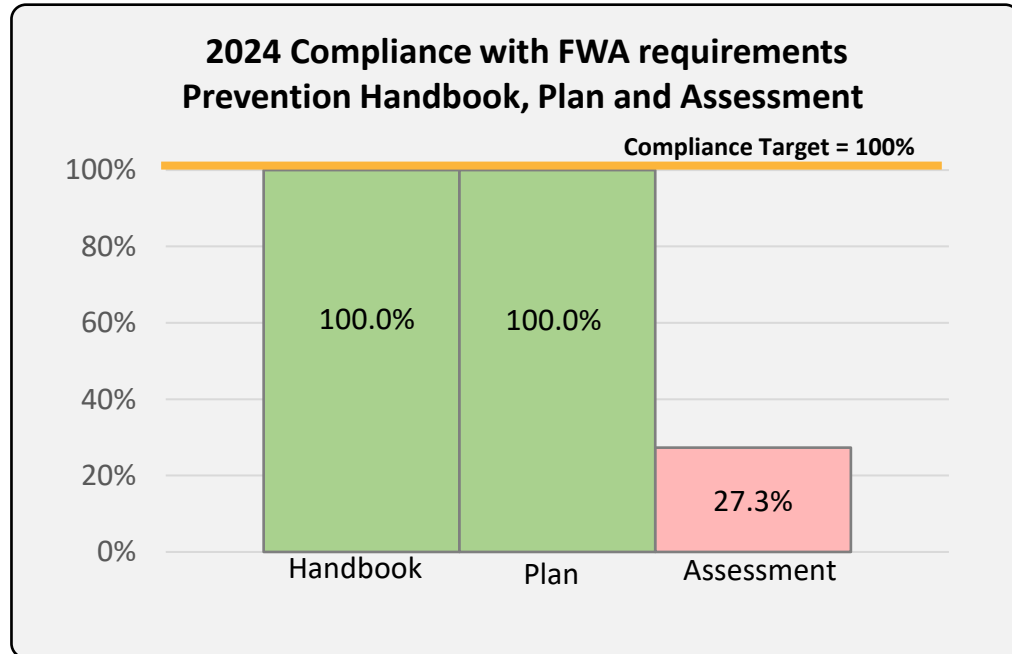 2024 Compliance with FWA requirements
Prevention Handbook, Plan and Assessment
Compliance Target = 100%
100%
80%
60%
40%
20%
0%
100.0%
100.0%
27.3%
Handbook
Plan
Assessment